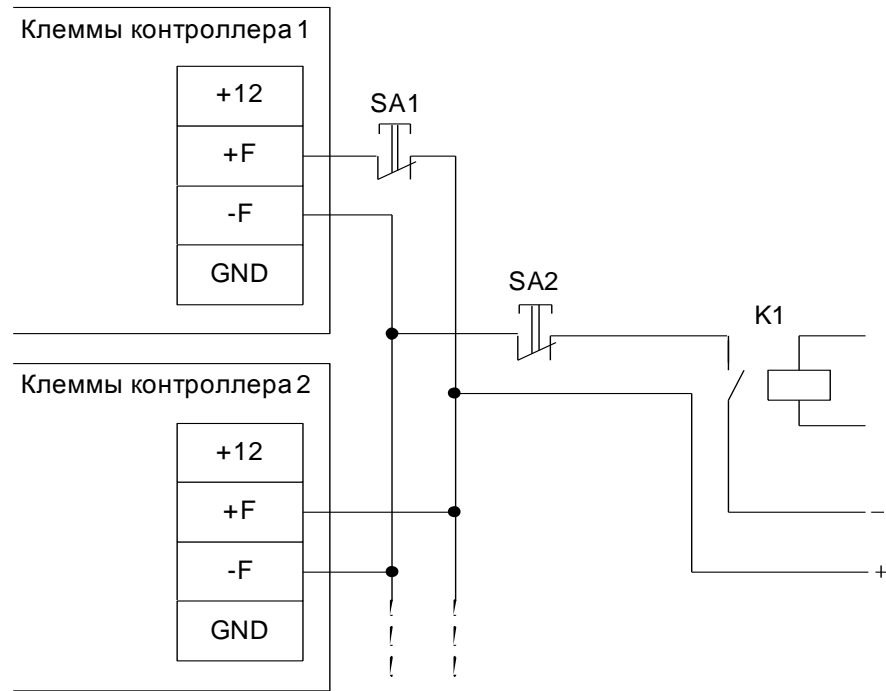 Клеммы контроллера 1
+12
SA1
+F
-F
GND
SA2
K1
Клеммы контроллера 2
+12
+F
-F
GND
–
+